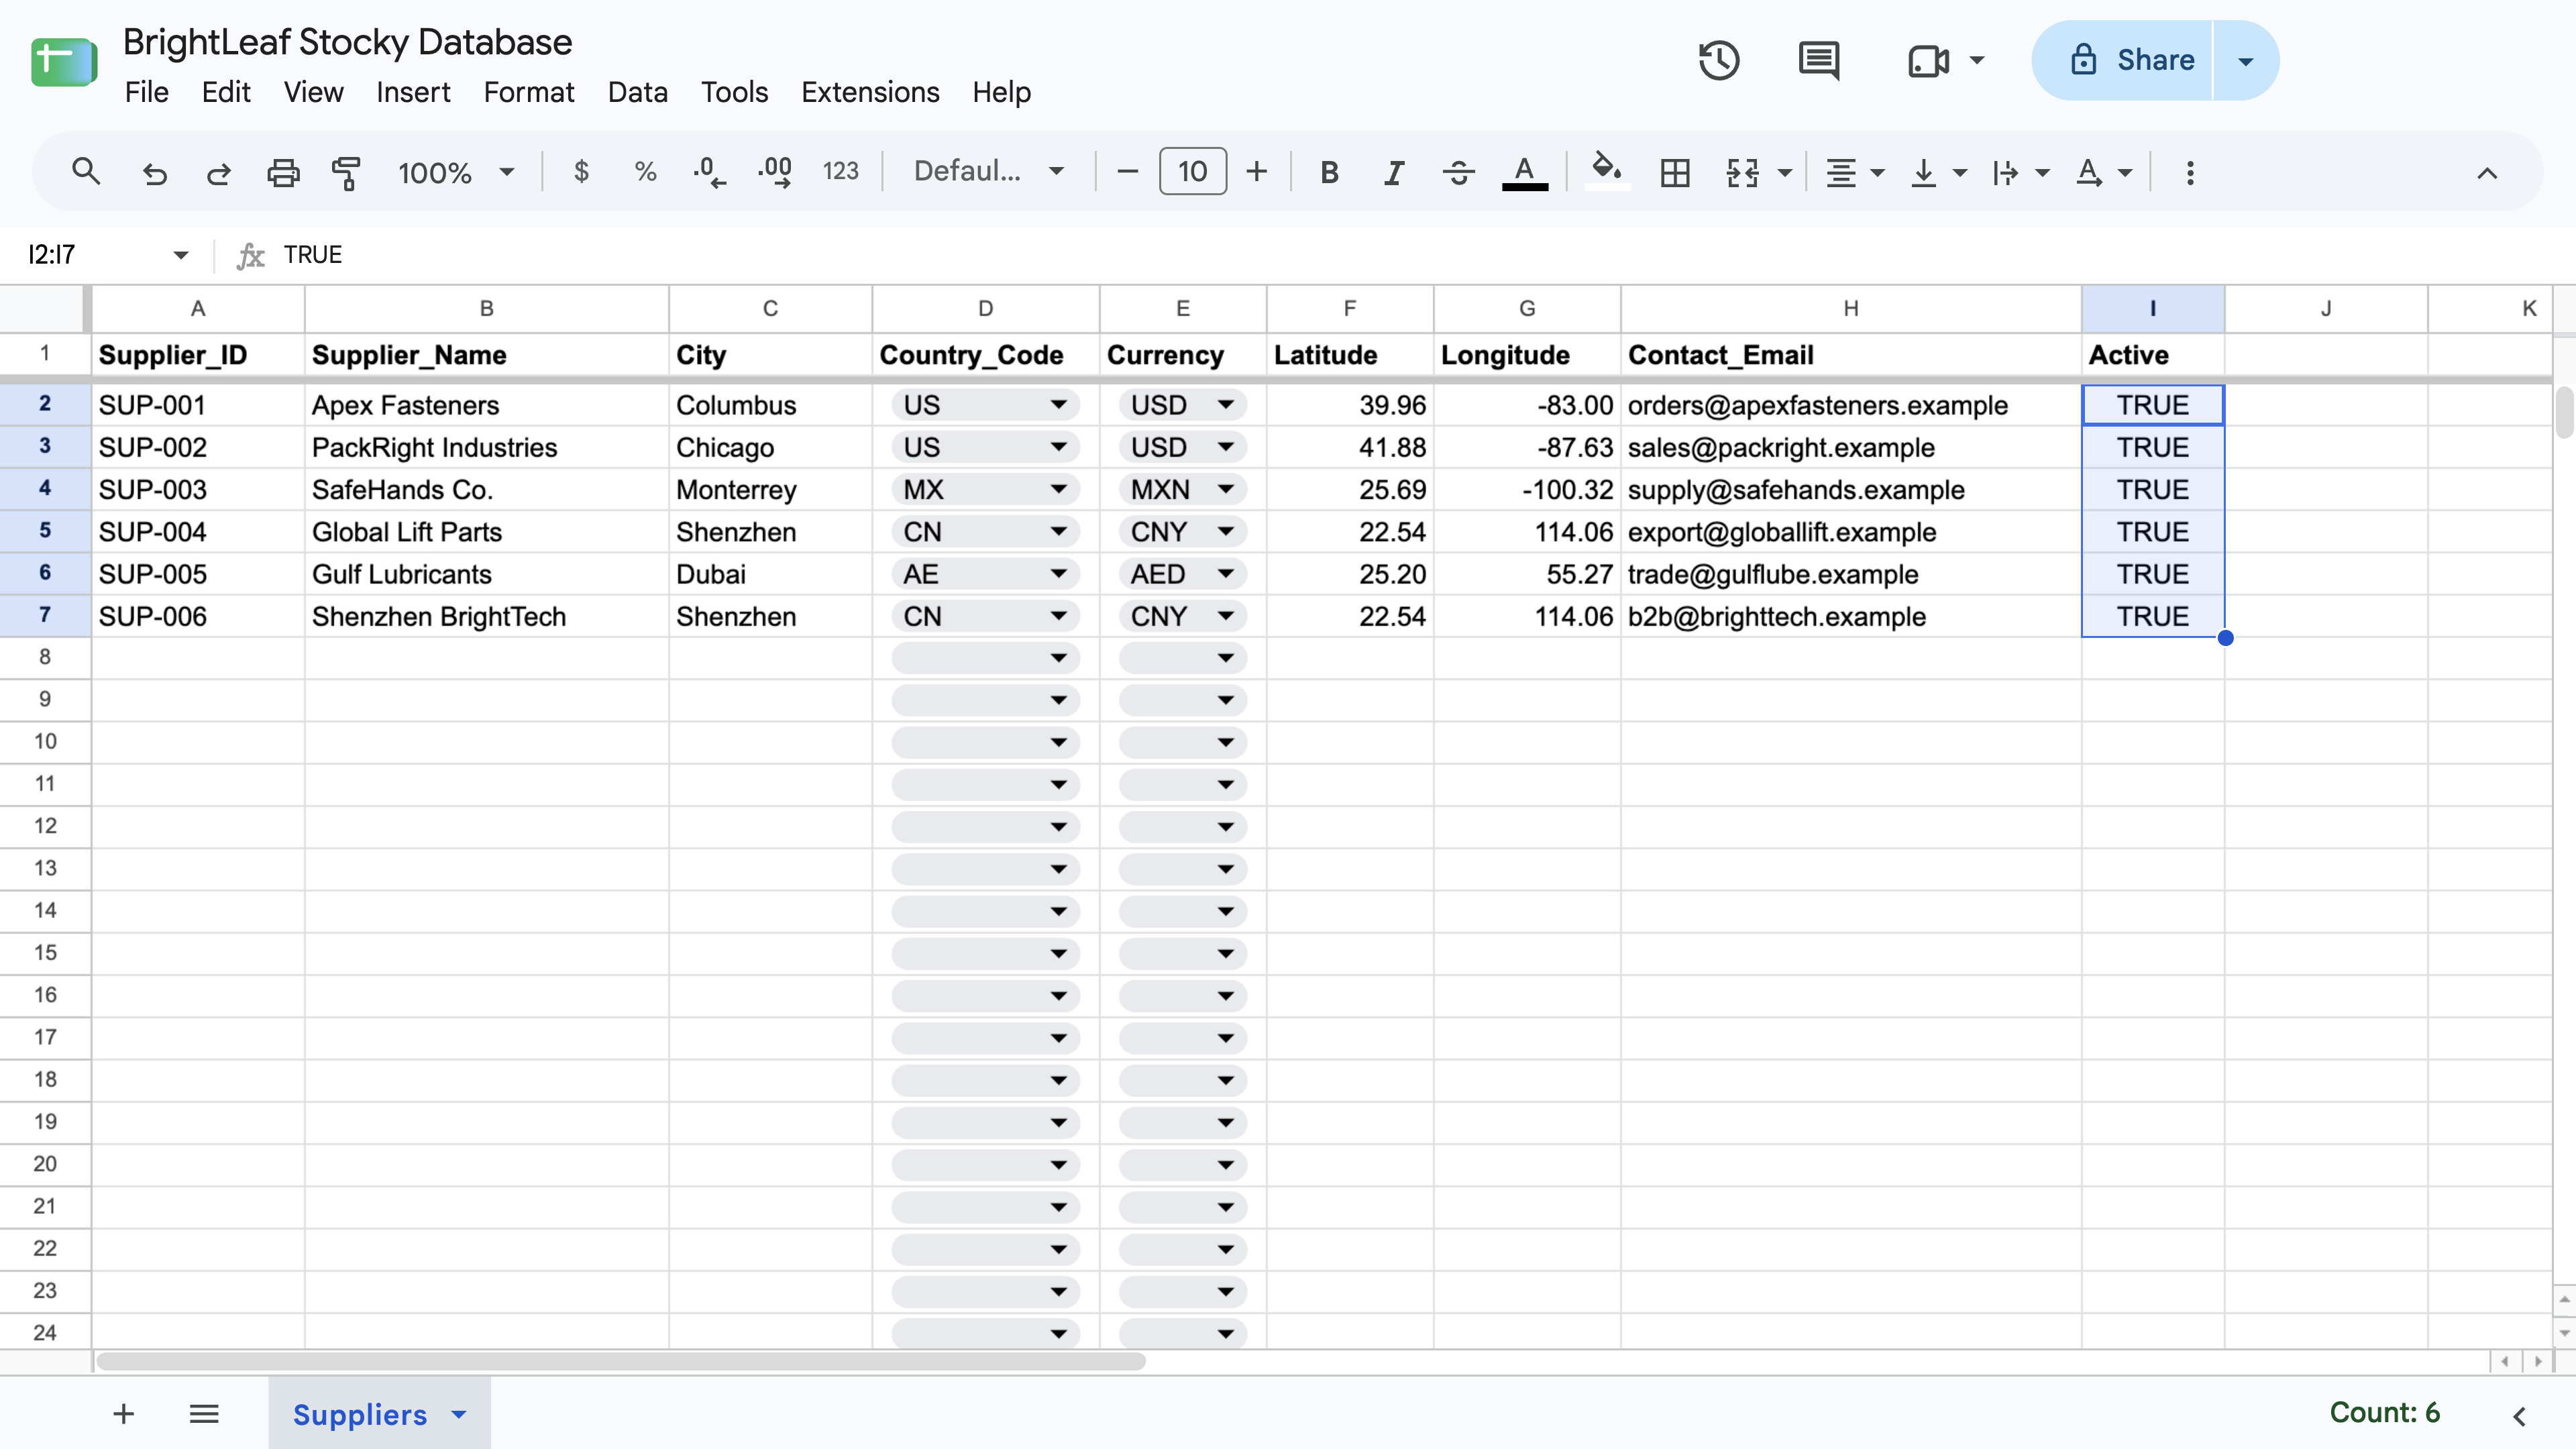 BrightLeaf Stocky Database
File Edit View Insert Format Data Tools Extensions Help
Share
100% $ % .0 .00 123 Defaul... 10 B I A A
I2:I7 fx TRUE
A B C D E F G H I J K
1 Supplier_ID Supplier_Name City Country_Code Currency Latitude Longitude Contact_Email Active
2 SUP-001 Apex Fasteners Columbus US USD 39.96 -83.00 orders@apexfasteners.example TRUE
3 SUP-002 PackRight Industries Chicago US USD 41.88 -87.63 sales@packright.example TRUE
4 SUP-003 SafeHands Co. Monterrey MX MXN 25.69 -100.32 supply@safehands.example TRUE
5 SUP-004 Global Lift Parts Shenzhen CN CNY 22.54 114.06 export@globallift.example TRUE
6 SUP-005 Gulf Lubricants Dubai AE AED 25.20 55.27 trade@gulflube.example TRUE
7 SUP-006 Shenzhen BrightTech Shenzhen CN CNY 22.54 114.06 b2b@brighttech.example TRUE
8
9
10
11
12
13
14
15
16
17
18
19
20
21
22
23
24
Suppliers Count: 6